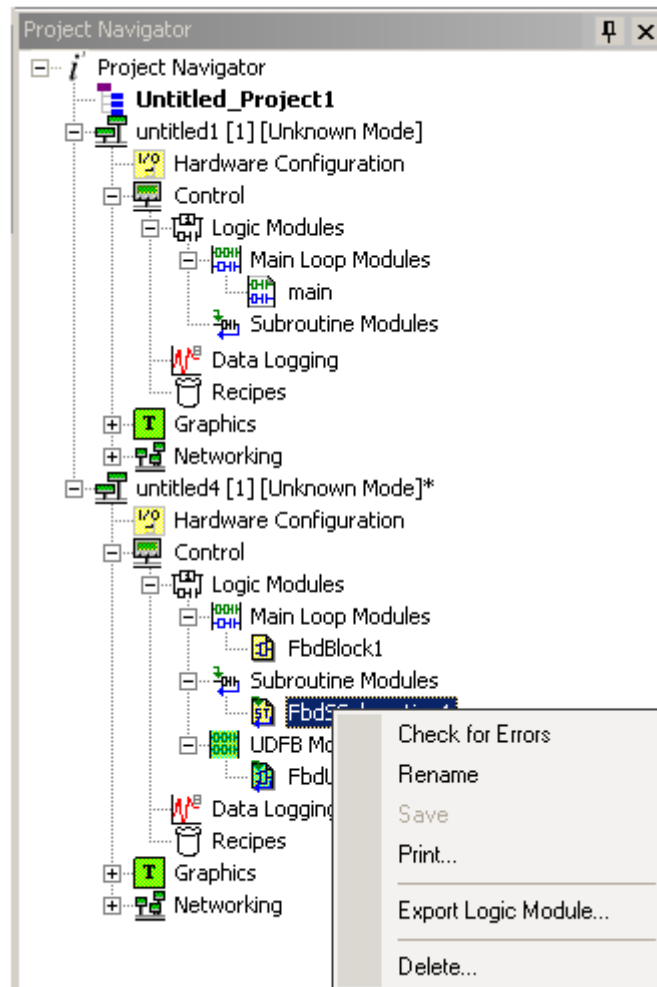 Project Navigator
Project Navigator
Untitled_Project1
untitled1 [1] [Unknown Mode]
I/O Hardware Configuration
Control
Logic Modules
Main Loop Modules
main
Subroutine Modules
Data Logging
Recipes
T Graphics
Networking
untitled4 [1] [Unknown Mode]*
I/O Hardware Configuration
Control
Logic Modules
Main Loop Modules
FbdBlock1
Subroutine Modules
ST
UDFB
Data Logging
Recipes
T Graphics
Networking
Check for Errors
Rename
Save
Print...
Export Logic Module...
Delete...